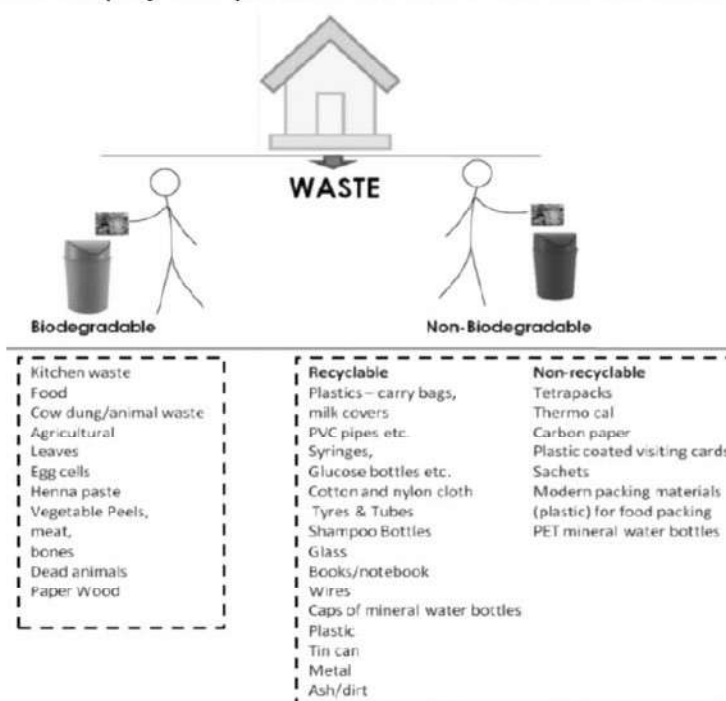 WASTE
Biodegradable
Non-Biodegradable
Kitchen waste
Food
Cow dung/animal waste
Agricultural
Leaves
Egg cells
Henna paste
Vegetable Peels,
meat,
bones
Dead animals
Paper Wood
Recyclable
Plastics – carry bags,
milk covers
PVC pipes etc.
Syringes,
Glucose bottles etc.
Cotton and nylon cloth
Tyres & Tubes
Shampoo Bottles
Glass
Books/notebook
Wires
Caps of mineral water bottles
Plastic
Tin can
Metal
Ash/dirt
Non-recyclable
Tetrapacks
Thermo cal
Carbon paper
Plastic coated visiting cards
Sachets
Modern packing materials
(plastic) for food packing
PET mineral water bottles